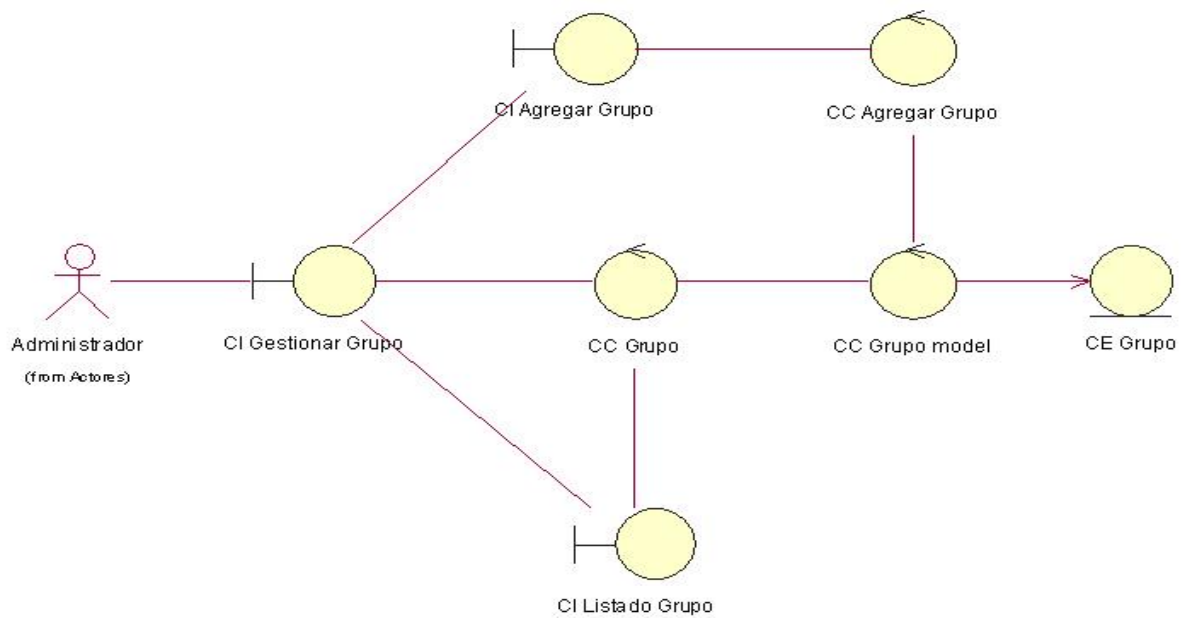 CI Agregar Grupo
CC Agregar Grupo
Administrador
(from Actores)
CI Gestionar Grupo
CC Grupo
CC Grupo model
CE Grupo
CI Listado Grupo